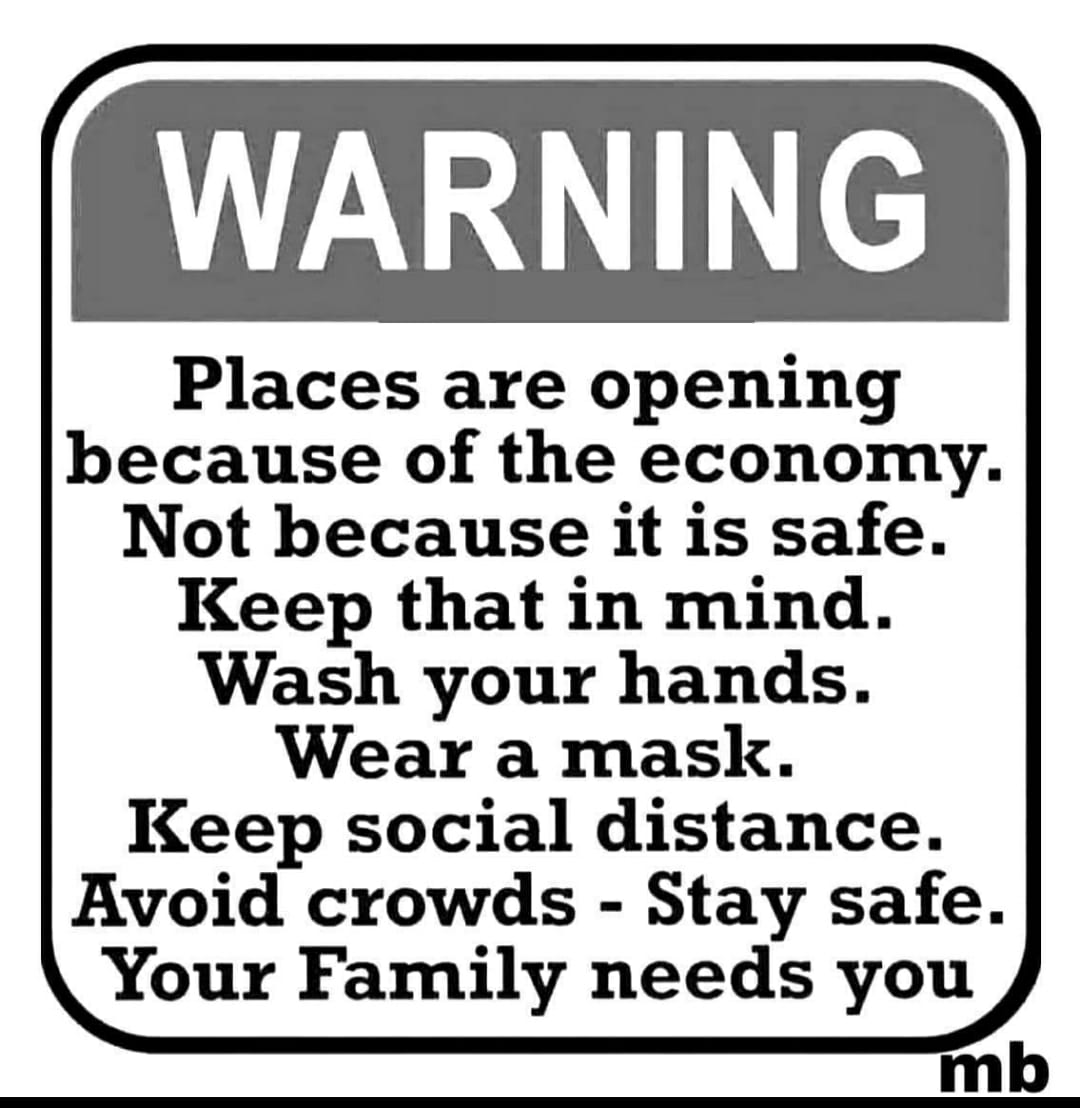 WARNING
Places are opening
because of the economy.
Not because it is safe.
Keep that in mind.
Wash your hands.
Wear a mask.
Keep social distance.
Avoid crowds - Stay safe.
Your Family needs you
mb